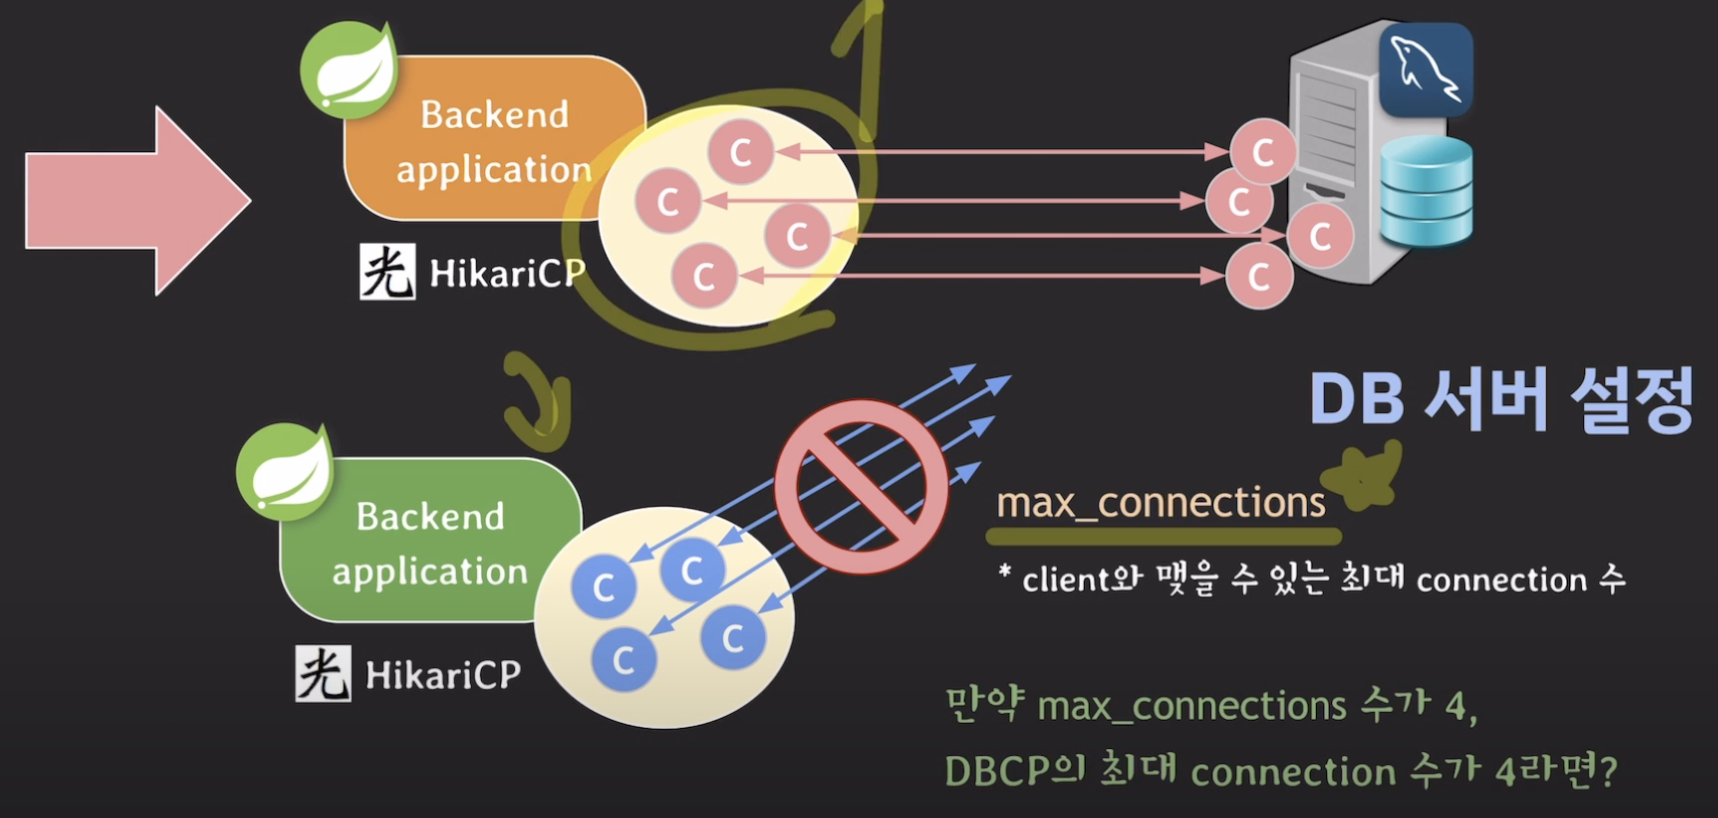 Backend
application
C
C
C
C
C
C
C
C
光 HikariCP
DB 서버 설정
Backend
application
max_connections
* client와 맺을 수 있는 최대 connection 수
C
C
C
C
光 HikariCP
만약 max_connections 수가 4,
DBCP의 최대 connection 수가 4라면?